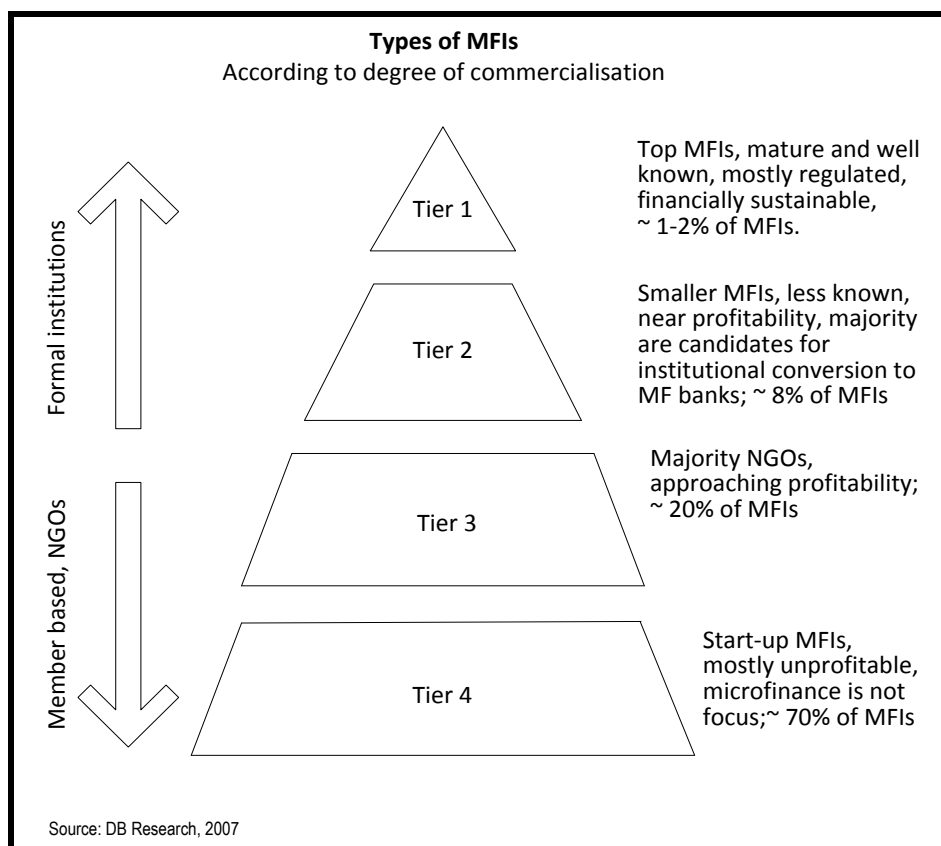 Types of MFIs
According to degree of commercialisation
Formal institutions
Member based, NGOs
Tier 1
Top MFIs, mature and well
known, mostly regulated,
financially sustainable,
~ 1-2% of MFIs.
Tier 2
Smaller MFIs, less known,
near profitability, majority
are candidates for
institutional conversion to
MF banks; ~ 8% of MFIs
Tier 3
Majority NGOs,
approaching profitability;
~ 20% of MFIs
Tier 4
Start-up MFIs,
mostly unprofitable,
microfinance is not
focus;~ 70% of MFIs
Source: DB Research, 2007